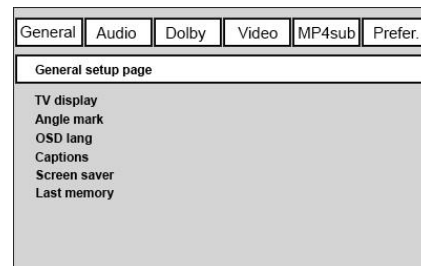 General Audio Dolby Video MP4sub Prefer.
General setup page
TV display
Angle mark
OSD lang
Captions
Screen saver
Last memory